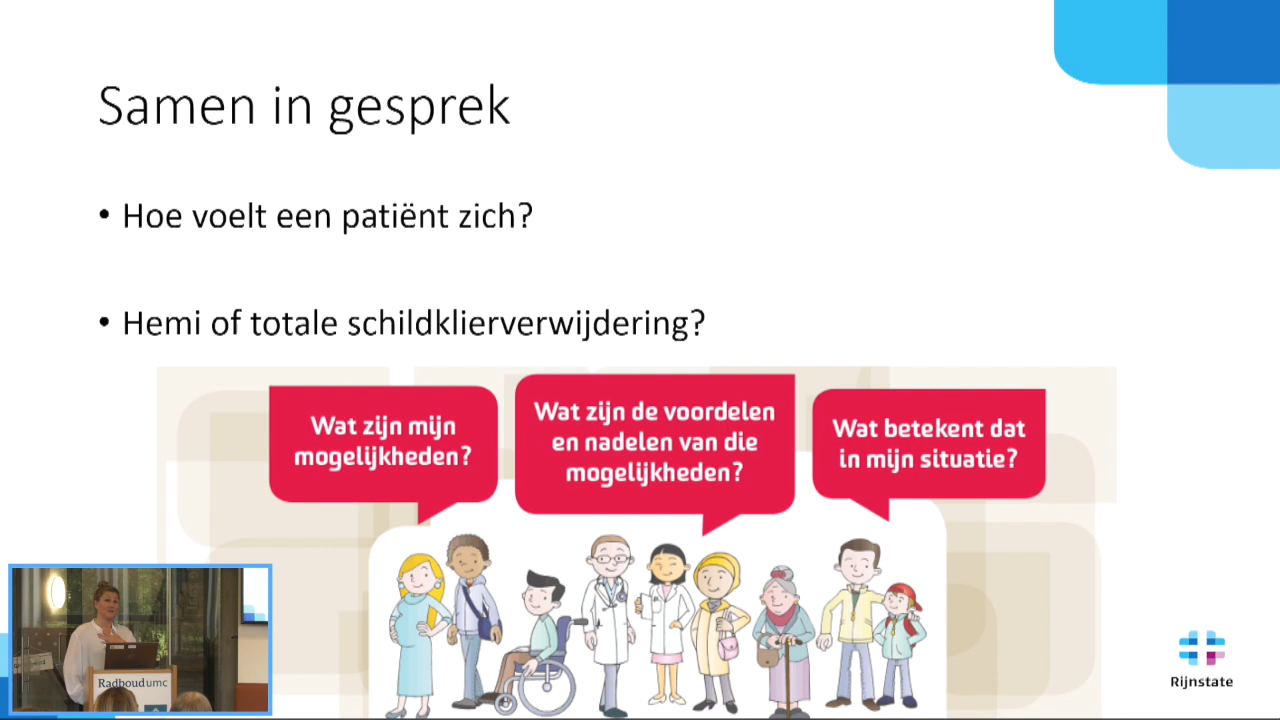 Samen in gesprek
• Hoe voelt een patiënt zich?
• Hemi of totale schildklierverwijdering?
Wat zijn mijn
mogelijkheden?
Wat zijn de voordelen
en nadelen van die
mogelijkheden?
Wat betekent dat
in mijn situatie?
Radboudumc
Rijnstate